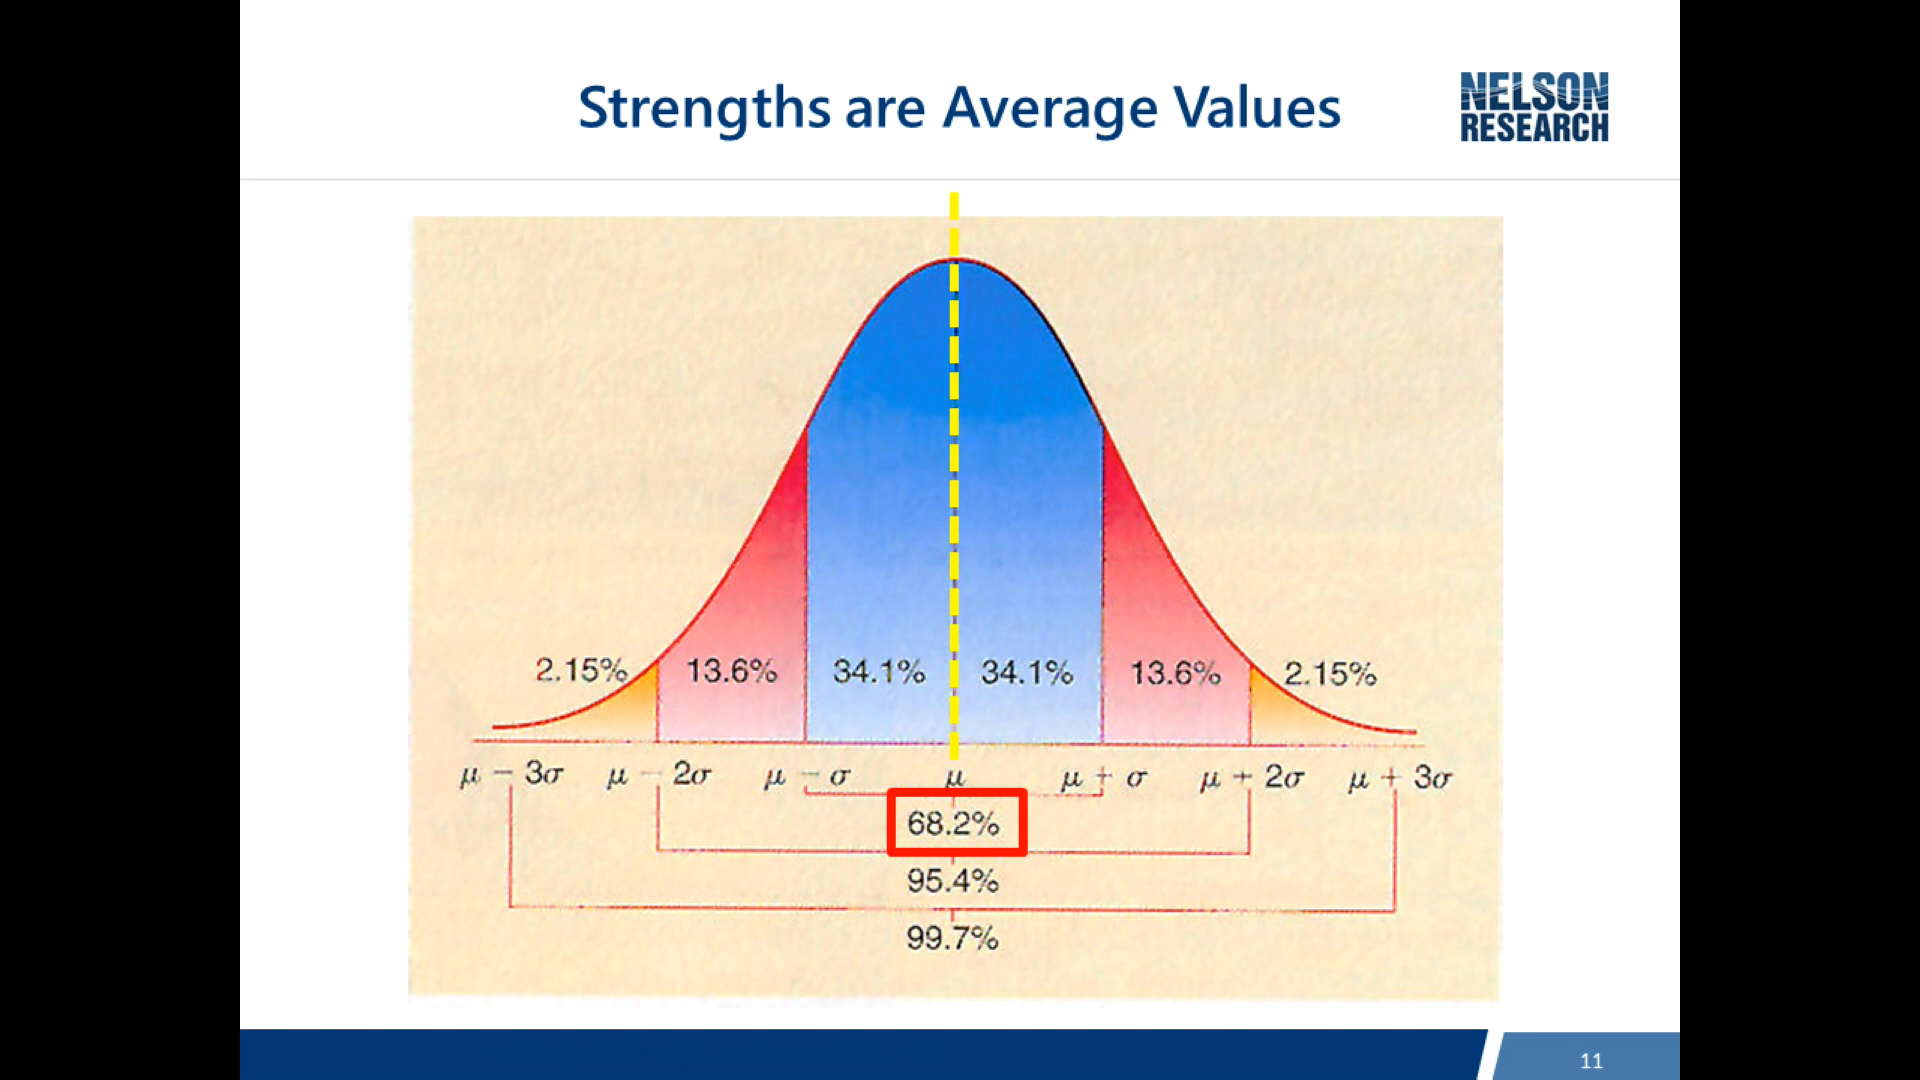 Strengths are Average Values
NELSON
RESEARCH
2.15% 13.6% 34.1% 34.1% 13.6% 2.15%
μ − 3σ μ − 2σ μ − σ μ μ + σ μ + 2σ μ + 3σ
68.2%
95.4%
99.7%
11